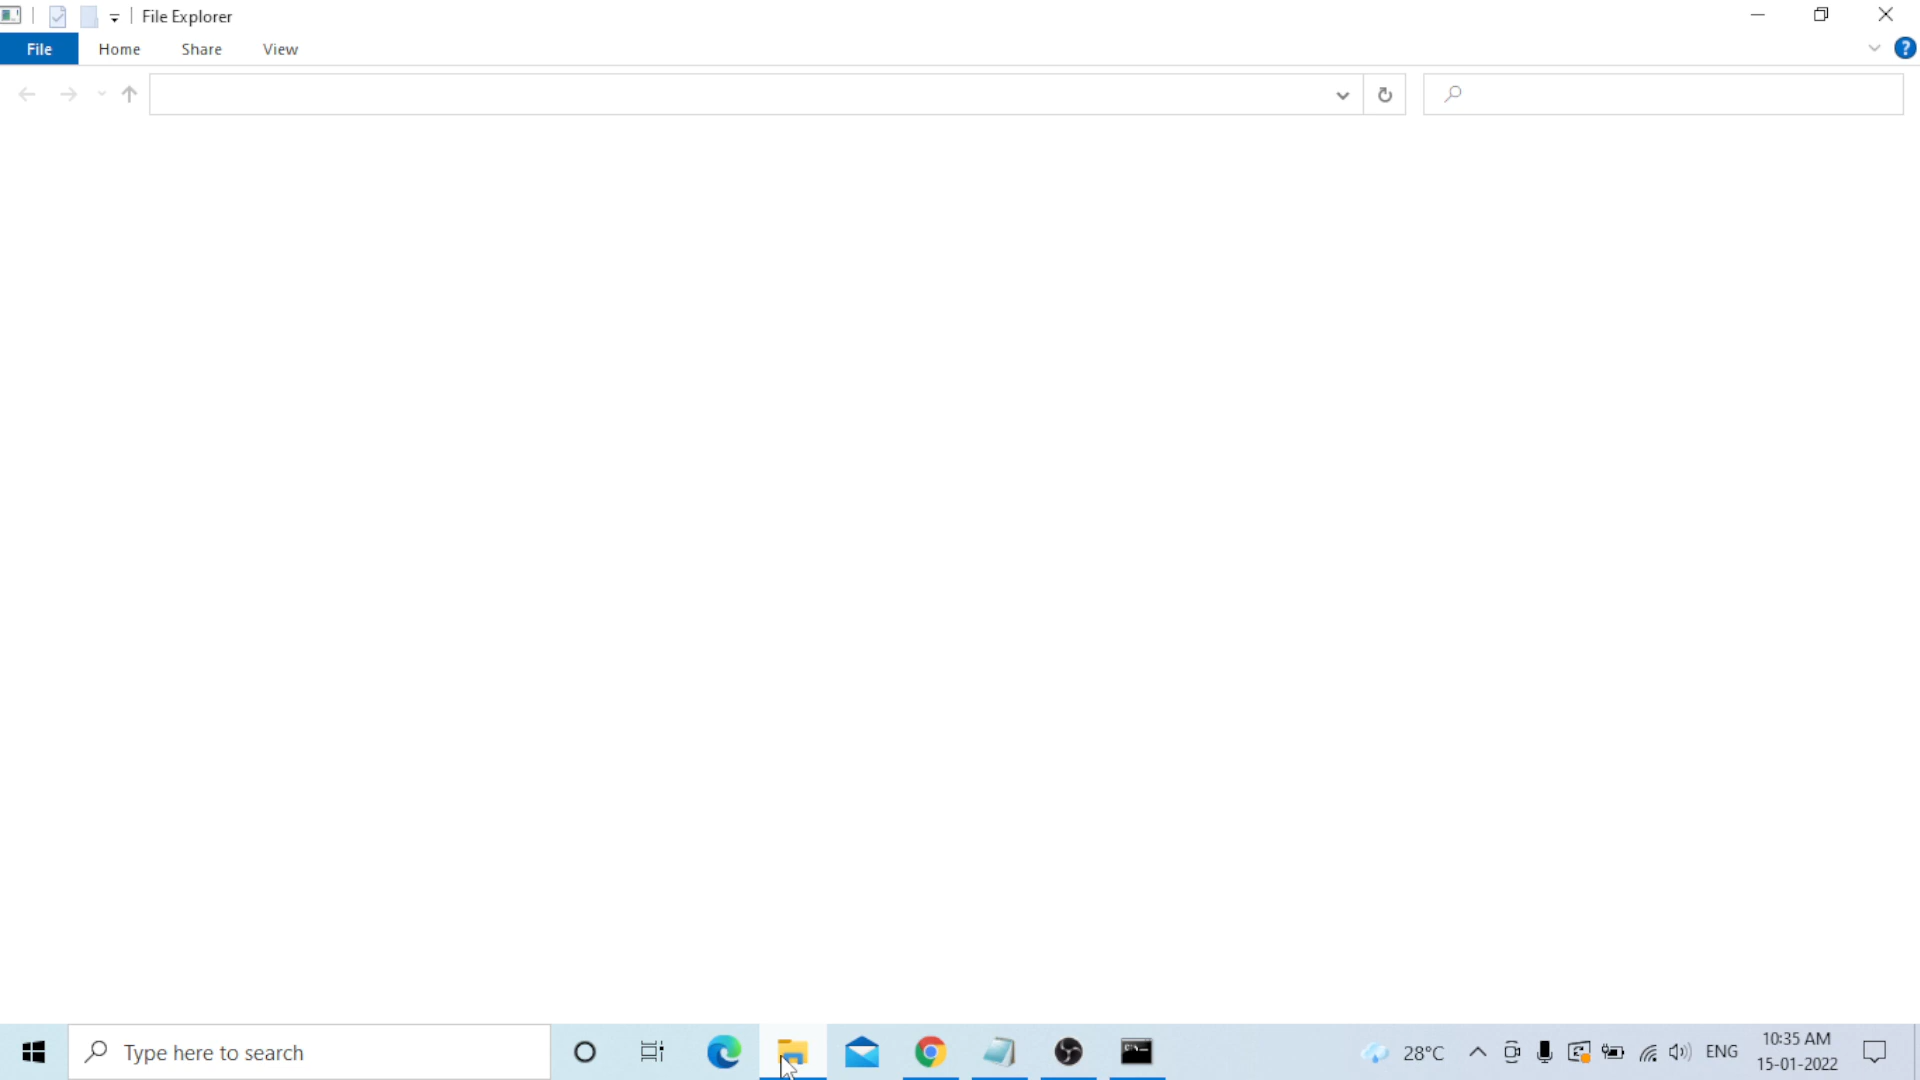 File Explorer
File Home Share View
Type here to search
28°C ENG 10:35 AM
15-01-2022